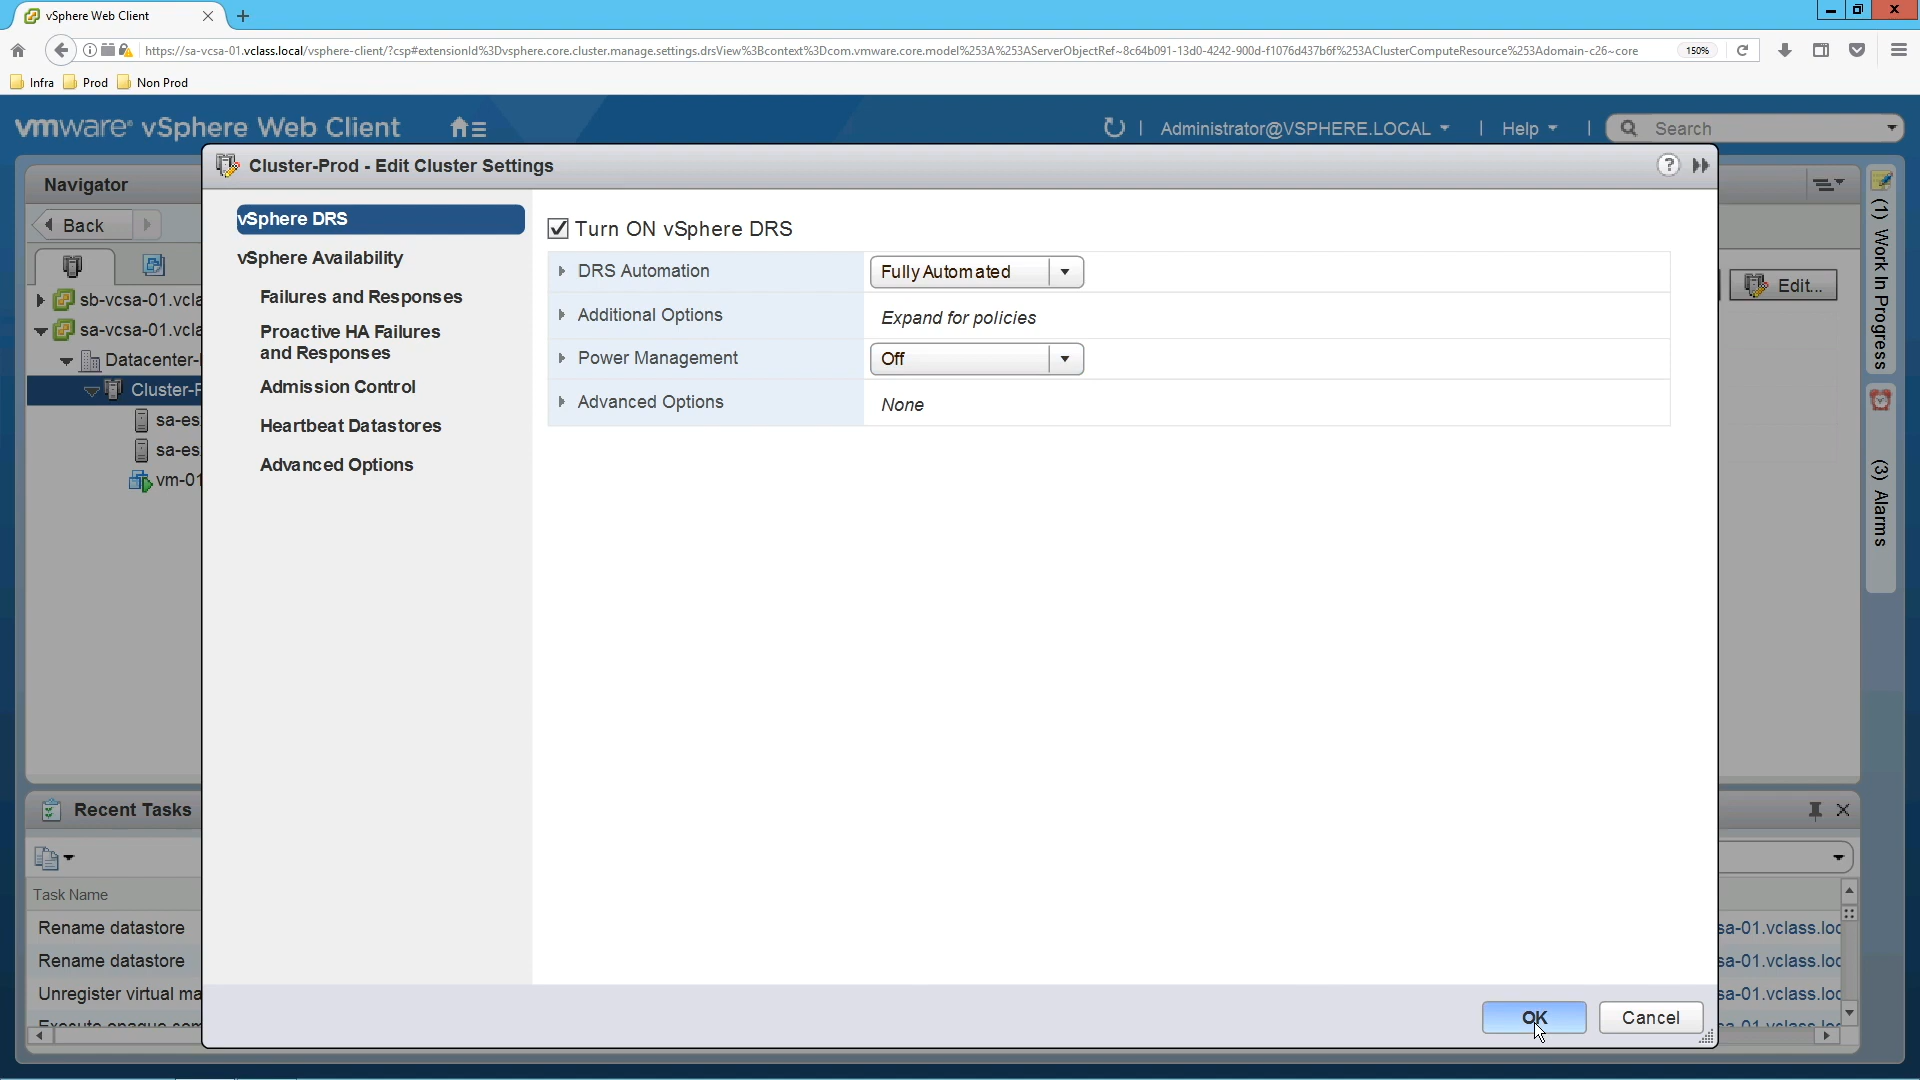 vSphere Web Client
https://sa-vcsa-01.vclass.local/vsphere-client/?csp#extensionId%3Dvsphere.core.cluster.manage.settings.drsView%3Bcontext%3Dcom.vmware.core.model%253A%253AServerObjectRef~8c64b091-13d0-4242-900d-f1076d437b6f%253AClusterComputeResource%253Adomain-c26~core
150%
Infra Prod Non Prod
vmware® vSphere Web Client
Administrator@VSPHERE.LOCAL
Help
Search
Cluster-Prod - Edit Cluster Settings
Navigator
Back
sb-vcsa-01.vcla
sa-vcsa-01.vcla
Datacenter-
Cluster-P
sa-es
sa-es
vm-01
vSphere DRS
vSphere Availability
Failures and Responses
Proactive HA Failures
and Responses
Admission Control
Heartbeat Datastores
Advanced Options
Turn ON vSphere DRS
DRS Automation
Fully Automated
Additional Options
Expand for policies
Power Management
Off
Advanced Options
None
Edit...
(1) Work In Progress
(3) Alarms
Recent Tasks
Task Name
Rename datastore
sa-01.vclass.loc
Rename datastore
sa-01.vclass.loc
Unregister virtual ma
sa-01.vclass.loc
OK
Cancel